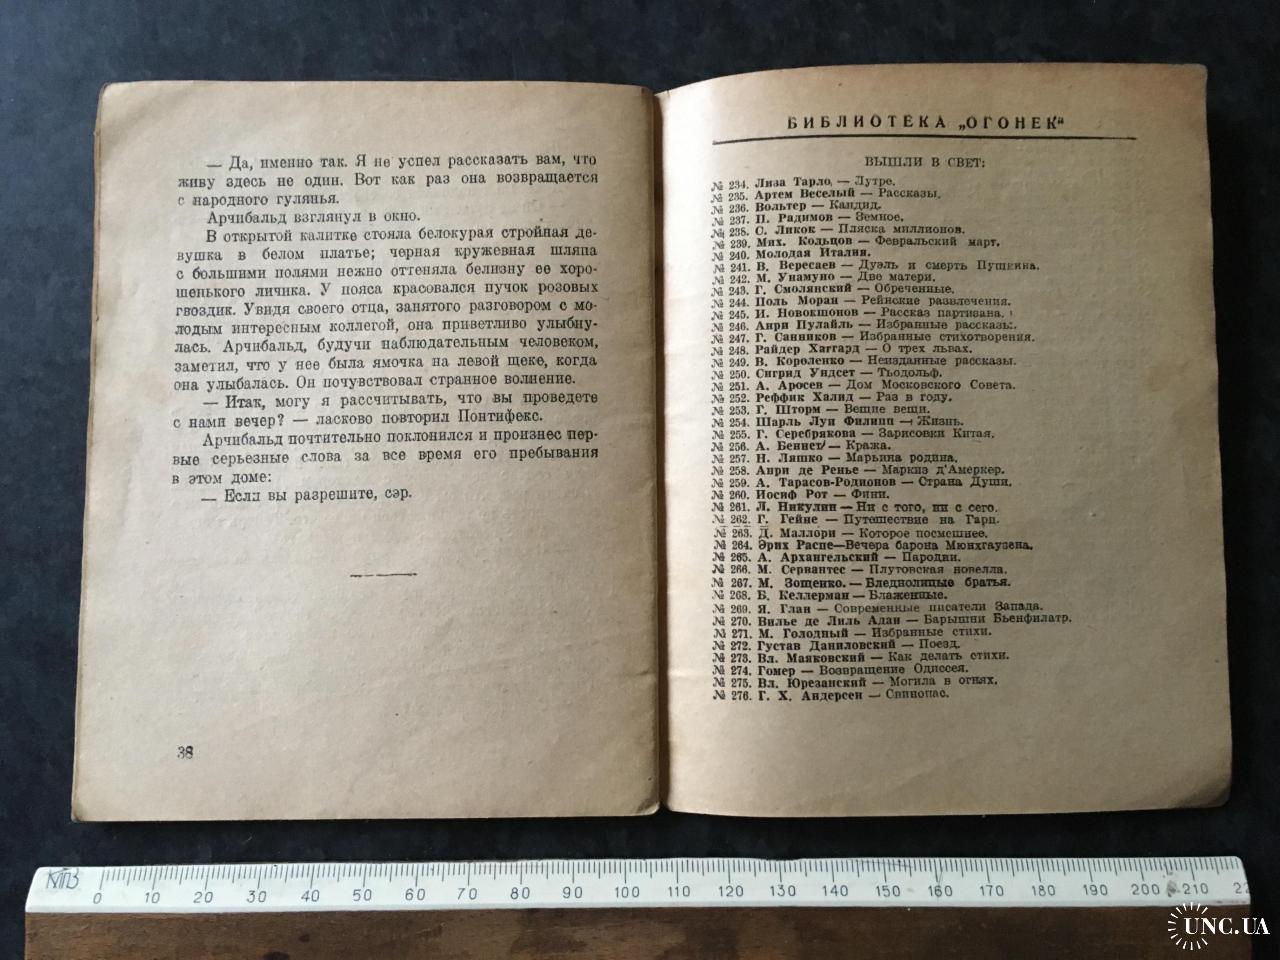 — Да, именно так. Я не успел рассказать вам, что
живу здесь не один. Вот как раз она возвращается
с народного гулянья.
Арчибальд взглянул в окно.
В открытой калитке стояла белокурая стройная де-
вушка в белом платье; черная кружевная шляпа
с большими полями нежно оттеняла белизну ее хоро-
шенького личика. У пояса красовался пучок розовых
гвоздик. Увидя своего отца, занятого разговором с мо-
лодым интересным коллегой, она приветливо улыбну-
лась. Арчибальд, будучи наблюдательным человеком,
заметил, что у нее была ямочка на левой щеке, когда
она улыбалась. Он почувствовал странное волнение.
— Итак, могу я рассчитывать, что вы проведете
с нами вечер? — ласково повторил Понтифекс.
Арчибальд почтительно поклонился и произнес пер-
вые серьезные слова за все время его пребывания
в этом доме:
— Если вы разрешите, сэр.
38
БИБЛИОТЕКА „ОГОНЕК"
ВЫШЛИ В СВЕТ:
№ 234. Лиза Тарло, — Лутре.
№ 235. Артем Веселый — Рассказы.
№ 236. Вольтер — Кандид.
№ 237. П. Радимов — Земное.
№ 238. С. Ликок — Пляска миллионов.
№ 239. Мих. Кольцов — Февральский март.
№ 240. Молодая Италия.
№ 241. В. Вересаев — Дуэль и смерть Пушкина.
№ 242. М. Унамуно — Две матери.
№ 243. Г. Смолянский — Обреченные.
№ 244. Поль Моран — Рейнские развлечения.
№ 245. И. Новокшонов — Рассказ партизана.
№ 246. Анри Пулайль — Избранные рассказы.
№ 247. Г. Санников — Избранные стихотворения.
№ 248. Райдер Хаггард — О трех львах.
№ 249. В. Короленко — Неизданные рассказы.
№ 250. Сигрид Ундсет — Тьодольф.
№ 251. А. Аросев — Дом Московского Совета.
№ 252. Реффик Халид — Раз в году.
№ 253. Г. Шторм — Вещие вещи.
№ 254. Шарль Луи Филипп — Жизнь.
№ 255. Г. Серебрякова — Зарисовки Китая.
№ 256. А. Беннет — Кража.
№ 257. Н. Ляшко — Марьина родина.
№ 258. Анри де Ренье — Маркиз д'Амеркер.
№ 259. А. Тарасов-Родионов — Страна Души.
№ 260. Иосиф Рот — Финн.
№ 261. Л. Никулин — Ни с того, ни с сего.
№ 262. Г. Гейне — Путешествие на Гарц.
№ 263. Д. Маллори — Которое посмешнее.
№ 264. Эрих Распе—Вечера барона Мюнхгаузена.
№ 265. А. Архангельский — Пародии.
№ 266. М. Сервантес — Плутовская новелла.
№ 267. М. Зощенко. — Бледнолицые братья.
№ 268. Б. Келлерман — Блаженные.
№ 269. Я. Глан — Современные писатели Запада.
№ 270. Вилье де Лиль Адан — Барышни Бьенфилатр.
№ 271. М. Голодный — Избранные стихи.
№ 272. Густав Даниловский — Поезд.
№ 273. Вл. Маяковский — Как делать стихи.
№ 274. Гомер — Возвращение Одиссея.
№ 275. Вл. Юрезанский — Могила в огнях.
№ 276. Г. Х. Андерсен — Свинопас.
0 10 20 30 40 50 60 70 80 90 100 110 120 130 140 150 160 170 180 190 200 210 22
UNC.UA